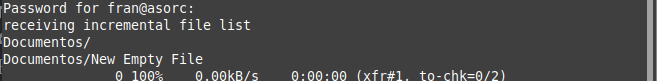 Password for fran@asorc:
receiving incremental file list
Documentos/
Documentos/New Empty File
0 100% 0.00kB/s 0:00:00 (xfr#1, to-chk=0/2)